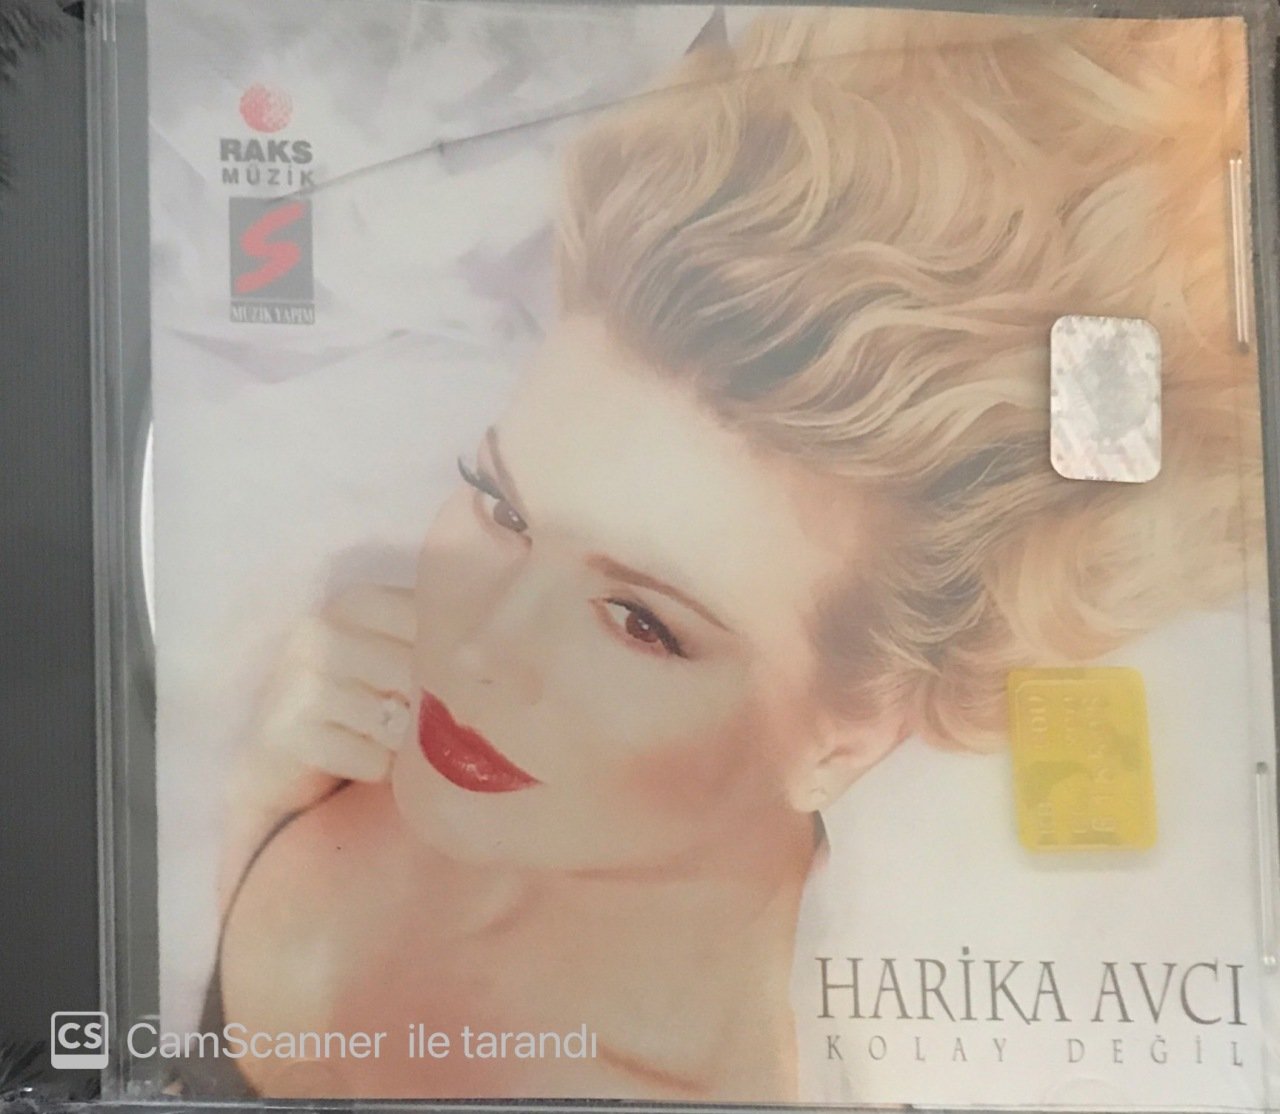 RAKS
MÜZİK
S
MÜZİK YAPIM
HARİKA AVCI
KOLAY DEĞİL
CS CamScanner ile tarandı